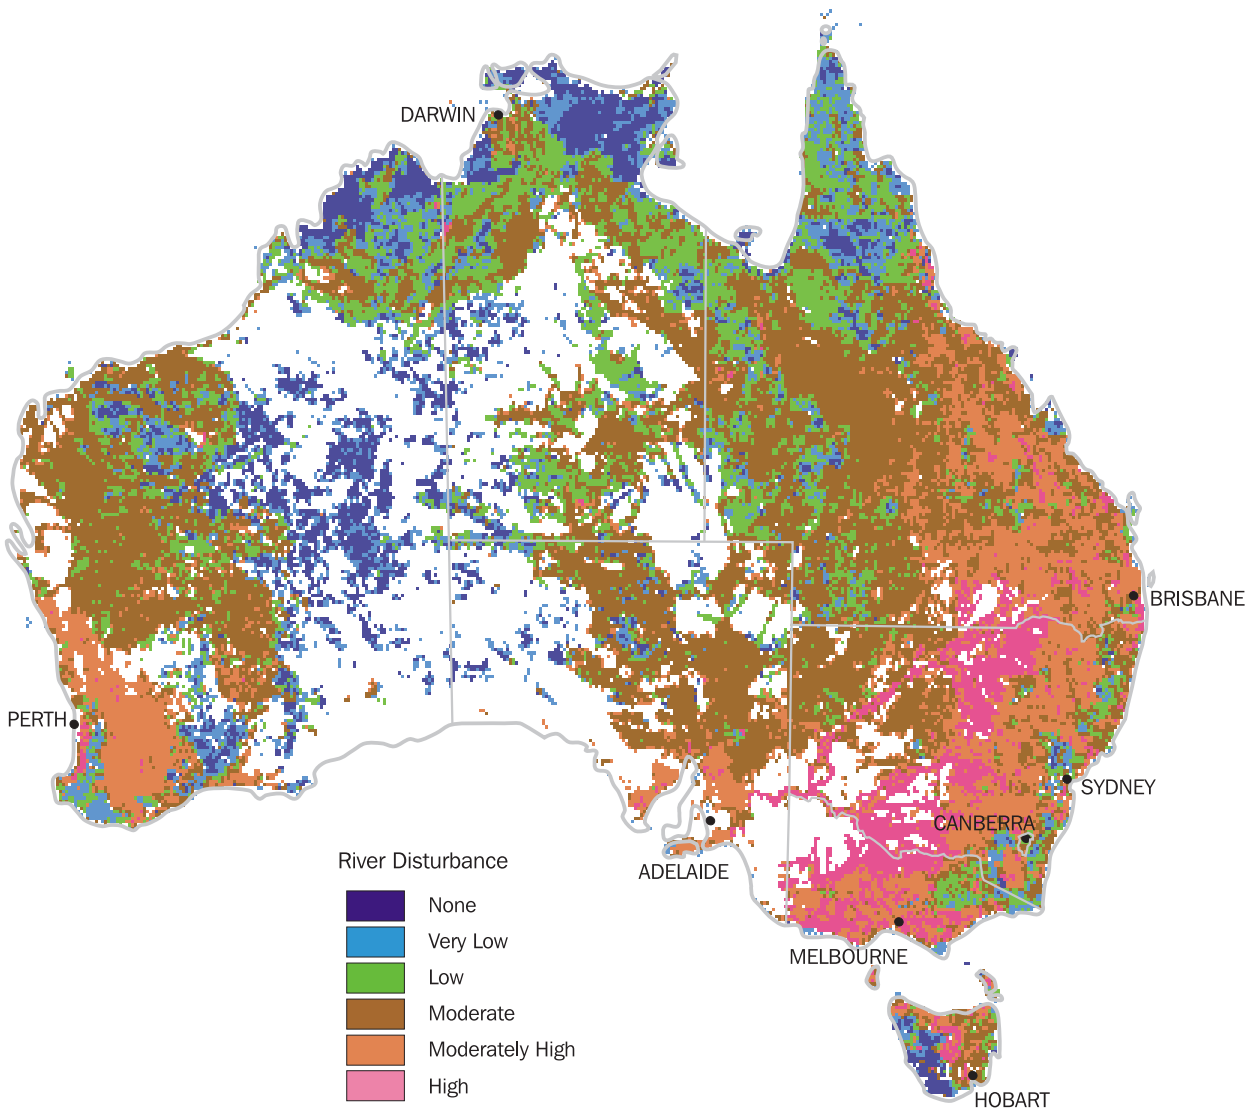 DARWIN
BRISBANE
PERTH
SYDNEY
CANBERRA
ADELAIDE
MELBOURNE
HOBART
River Disturbance
None
Very Low
Low
Moderate
Moderately High
High